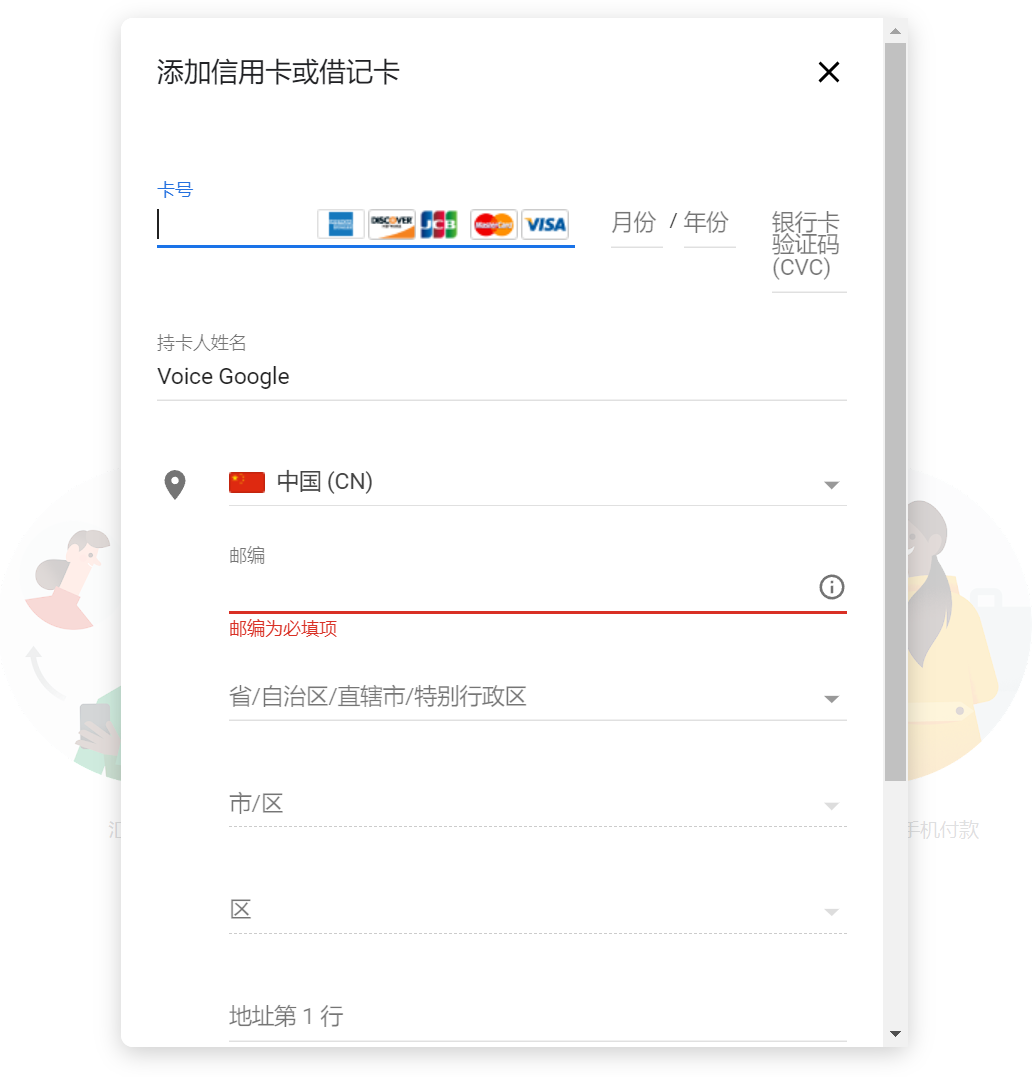 添加信用卡或借记卡
卡号
AMERICAN EXPRESS DISCOVER JCB MasterCard VISA
月份 / 年份
银行卡
验证码
(CVC)
持卡人姓名
Voice Google
中国 (CN)
邮编
邮编为必填项
省/自治区/直辖市/特别行政区
市/区
手机付款
区
地址第 1 行